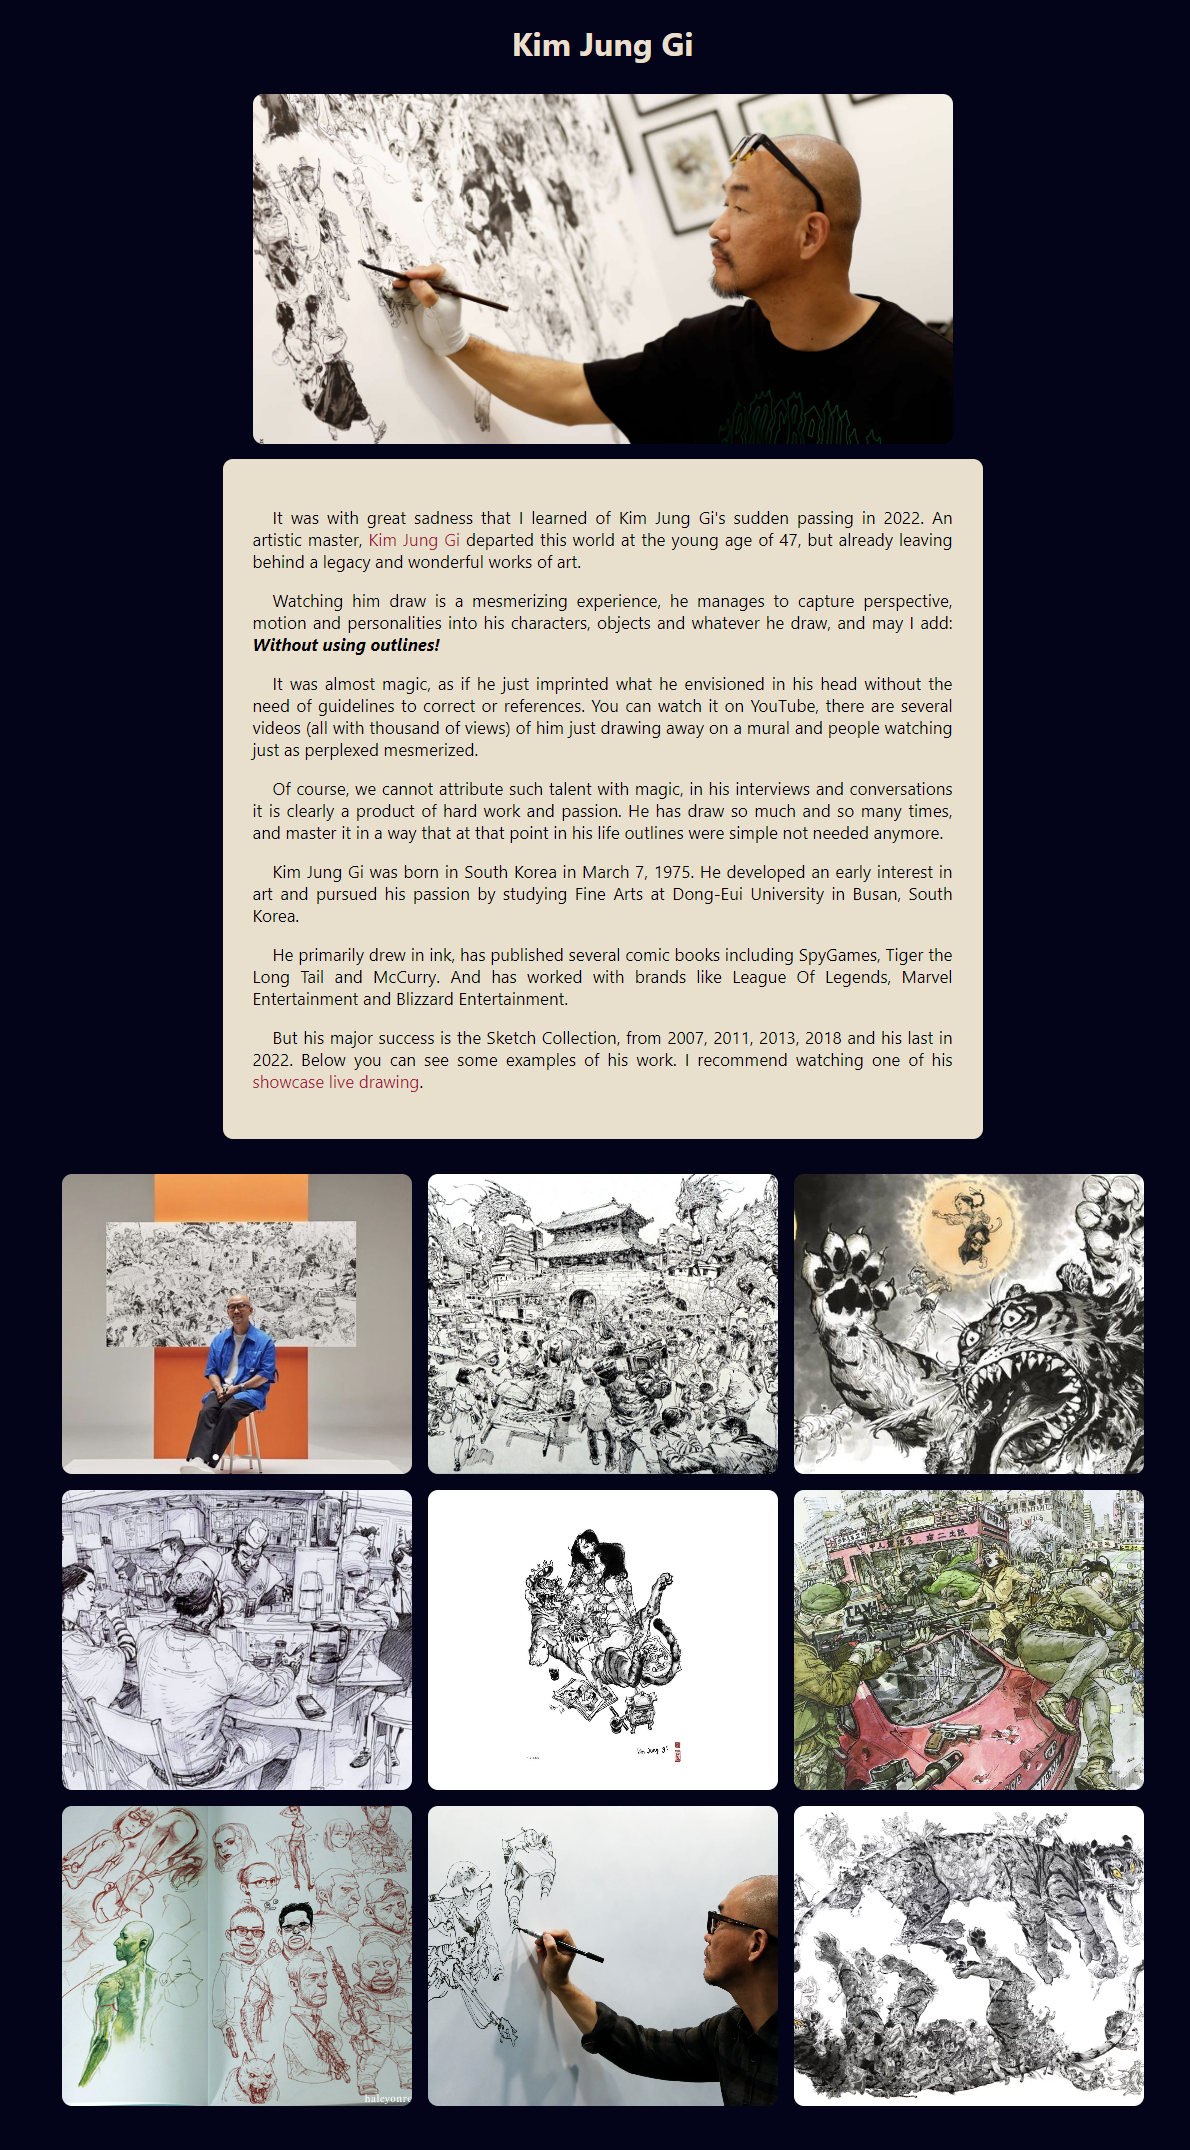 Kim Jung Gi
It was with great sadness that I learned of Kim Jung Gi's sudden passing in 2022. An
artistic master, Kim Jung Gi departed this world at the young age of 47, but already leaving
behind a legacy and wonderful works of art.
Watching him draw is a mesmerizing experience, he manages to capture perspective,
motion and personalities into his characters, objects and whatever he draw, and may I add:
Without using outlines!
It was almost magic, as if he just imprinted what he envisioned in his head without the
need of guidelines to correct or references. You can watch it on YouTube, there are several
videos (all with thousand of views) of him just drawing away on a mural and people watching
just as perplexed mesmerized.
Of course, we cannot attribute such talent with magic, in his interviews and conversations
it is clearly a product of hard work and passion. He has draw so much and so many times,
and master it in a way that at that point in his life outlines were simple not needed anymore.
Kim Jung Gi was born in South Korea in March 7, 1975. He developed an early interest in
art and pursued his passion by studying Fine Arts at Dong-Eui University in Busan, South
Korea.
He primarily drew in ink, has published several comic books including SpyGames, Tiger the
Long Tail and McCurry. And has worked with brands like League Of Legends, Marvel
Entertainment and Blizzard Entertainment.
But his major success is the Sketch Collection, from 2007, 2011, 2013, 2018 and his last in
2022. Below you can see some examples of his work. I recommend watching one of his
showcase live drawing.
Kim Jung Gi
halcyonre